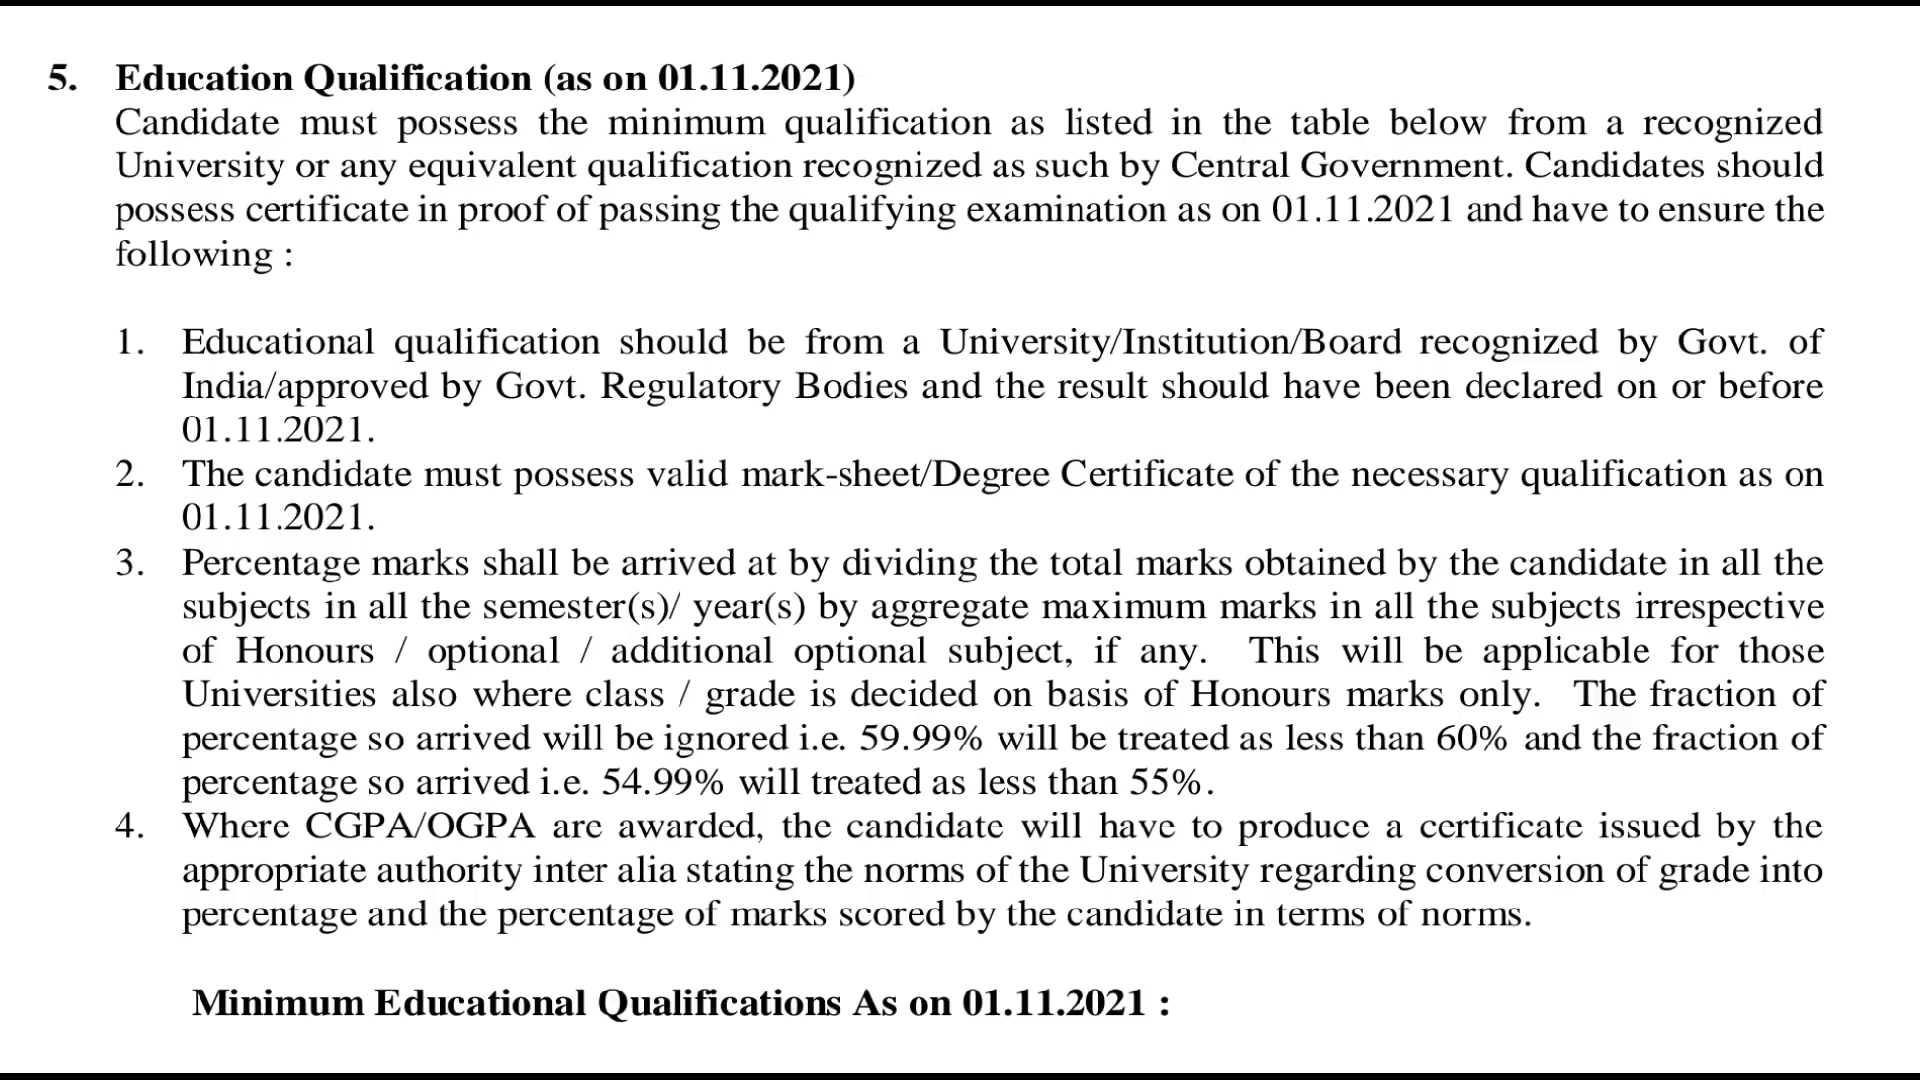 5. Education Qualification (as on 01.11.2021)
Candidate must possess the minimum qualification as listed in the table below from a recognized
University or any equivalent qualification recognized as such by Central Government. Candidates should
possess certificate in proof of passing the qualifying examination as on 01.11.2021 and have to ensure the
following :
1. Educational qualification should be from a University/Institution/Board recognized by Govt. of
India/approved by Govt. Regulatory Bodies and the result should have been declared on or before
01.11.2021.
2. The candidate must possess valid mark-sheet/Degree Certificate of the necessary qualification as on
01.11.2021.
3. Percentage marks shall be arrived at by dividing the total marks obtained by the candidate in all the
subjects in all the semester(s)/ year(s) by aggregate maximum marks in all the subjects irrespective
of Honours / optional / additional optional subject, if any. This will be applicable for those
Universities also where class / grade is decided on basis of Honours marks only. The fraction of
percentage so arrived will be ignored i.e. 59.99% will be treated as less than 60% and the fraction of
percentage so arrived i.e. 54.99% will treated as less than 55%.
4. Where CGPA/OGPA are awarded, the candidate will have to produce a certificate issued by the
appropriate authority inter alia stating the norms of the University regarding conversion of grade into
percentage and the percentage of marks scored by the candidate in terms of norms.
Minimum Educational Qualifications As on 01.11.2021 :